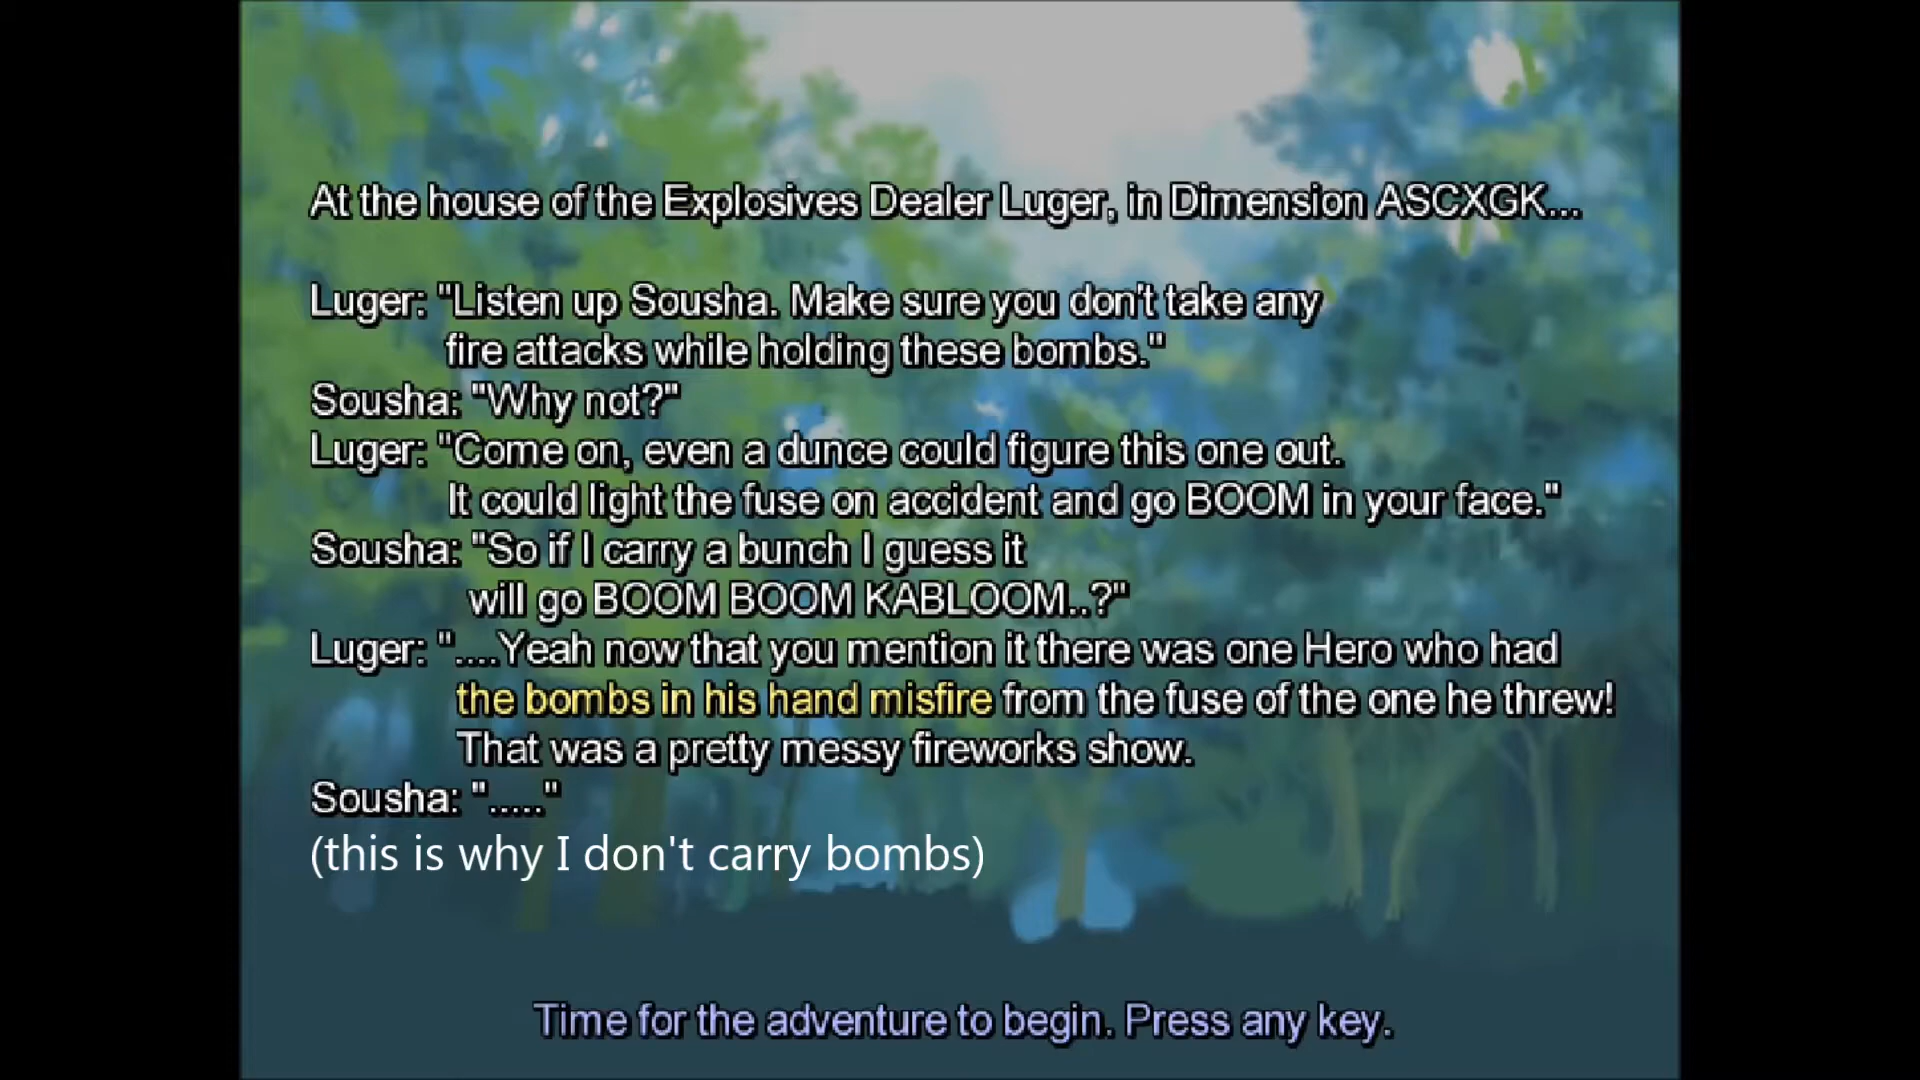 At the house of the Explosives Dealer Luger, in Dimension ASCXGK...
Luger: "Listen up Sousha. Make sure you don't take any
fire attacks while holding these bombs."
Sousha: "Why not?"
Luger: "Come on, even a dunce could figure this one out.
It could light the fuse on accident and go BOOM in your face."
Sousha: "So if I carry a bunch I guess it
will go BOOM BOOM KABLOOM..?"
Luger: "....Yeah now that you mention it there was one Hero who had
the bombs in his hand misfire from the fuse of the one he threw!
That was a pretty messy fireworks show.
Sousha: "....."
(this is why I don't carry bombs)
Time for the adventure to begin. Press any key.